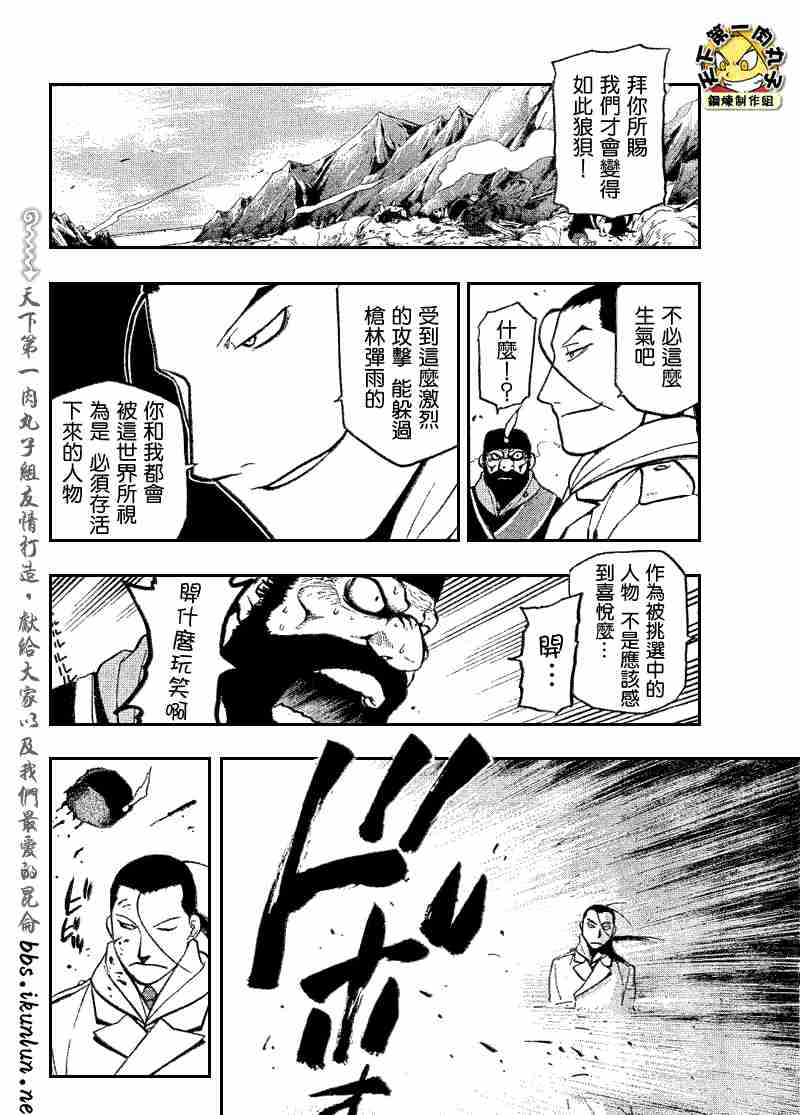 天下第一肉丸子
鋼煉制作組
拜你所賜
我們才會變得
如此狼狽！
不必這麼
生氣吧
什麼！？
受到這麼激烈
的攻擊 能躲過
槍林彈雨的
你和我都會
被這世界所視
為是 必須存活
下來的人物
作為被挑選中的
人物 不是應該感
到喜悅麼…
開…
開什麼玩笑啊
ドドオ
ビビ
天下第一肉丸子組友情打造，獻給大家以及我們最愛的昆侖 bbs.ikunlun.ne